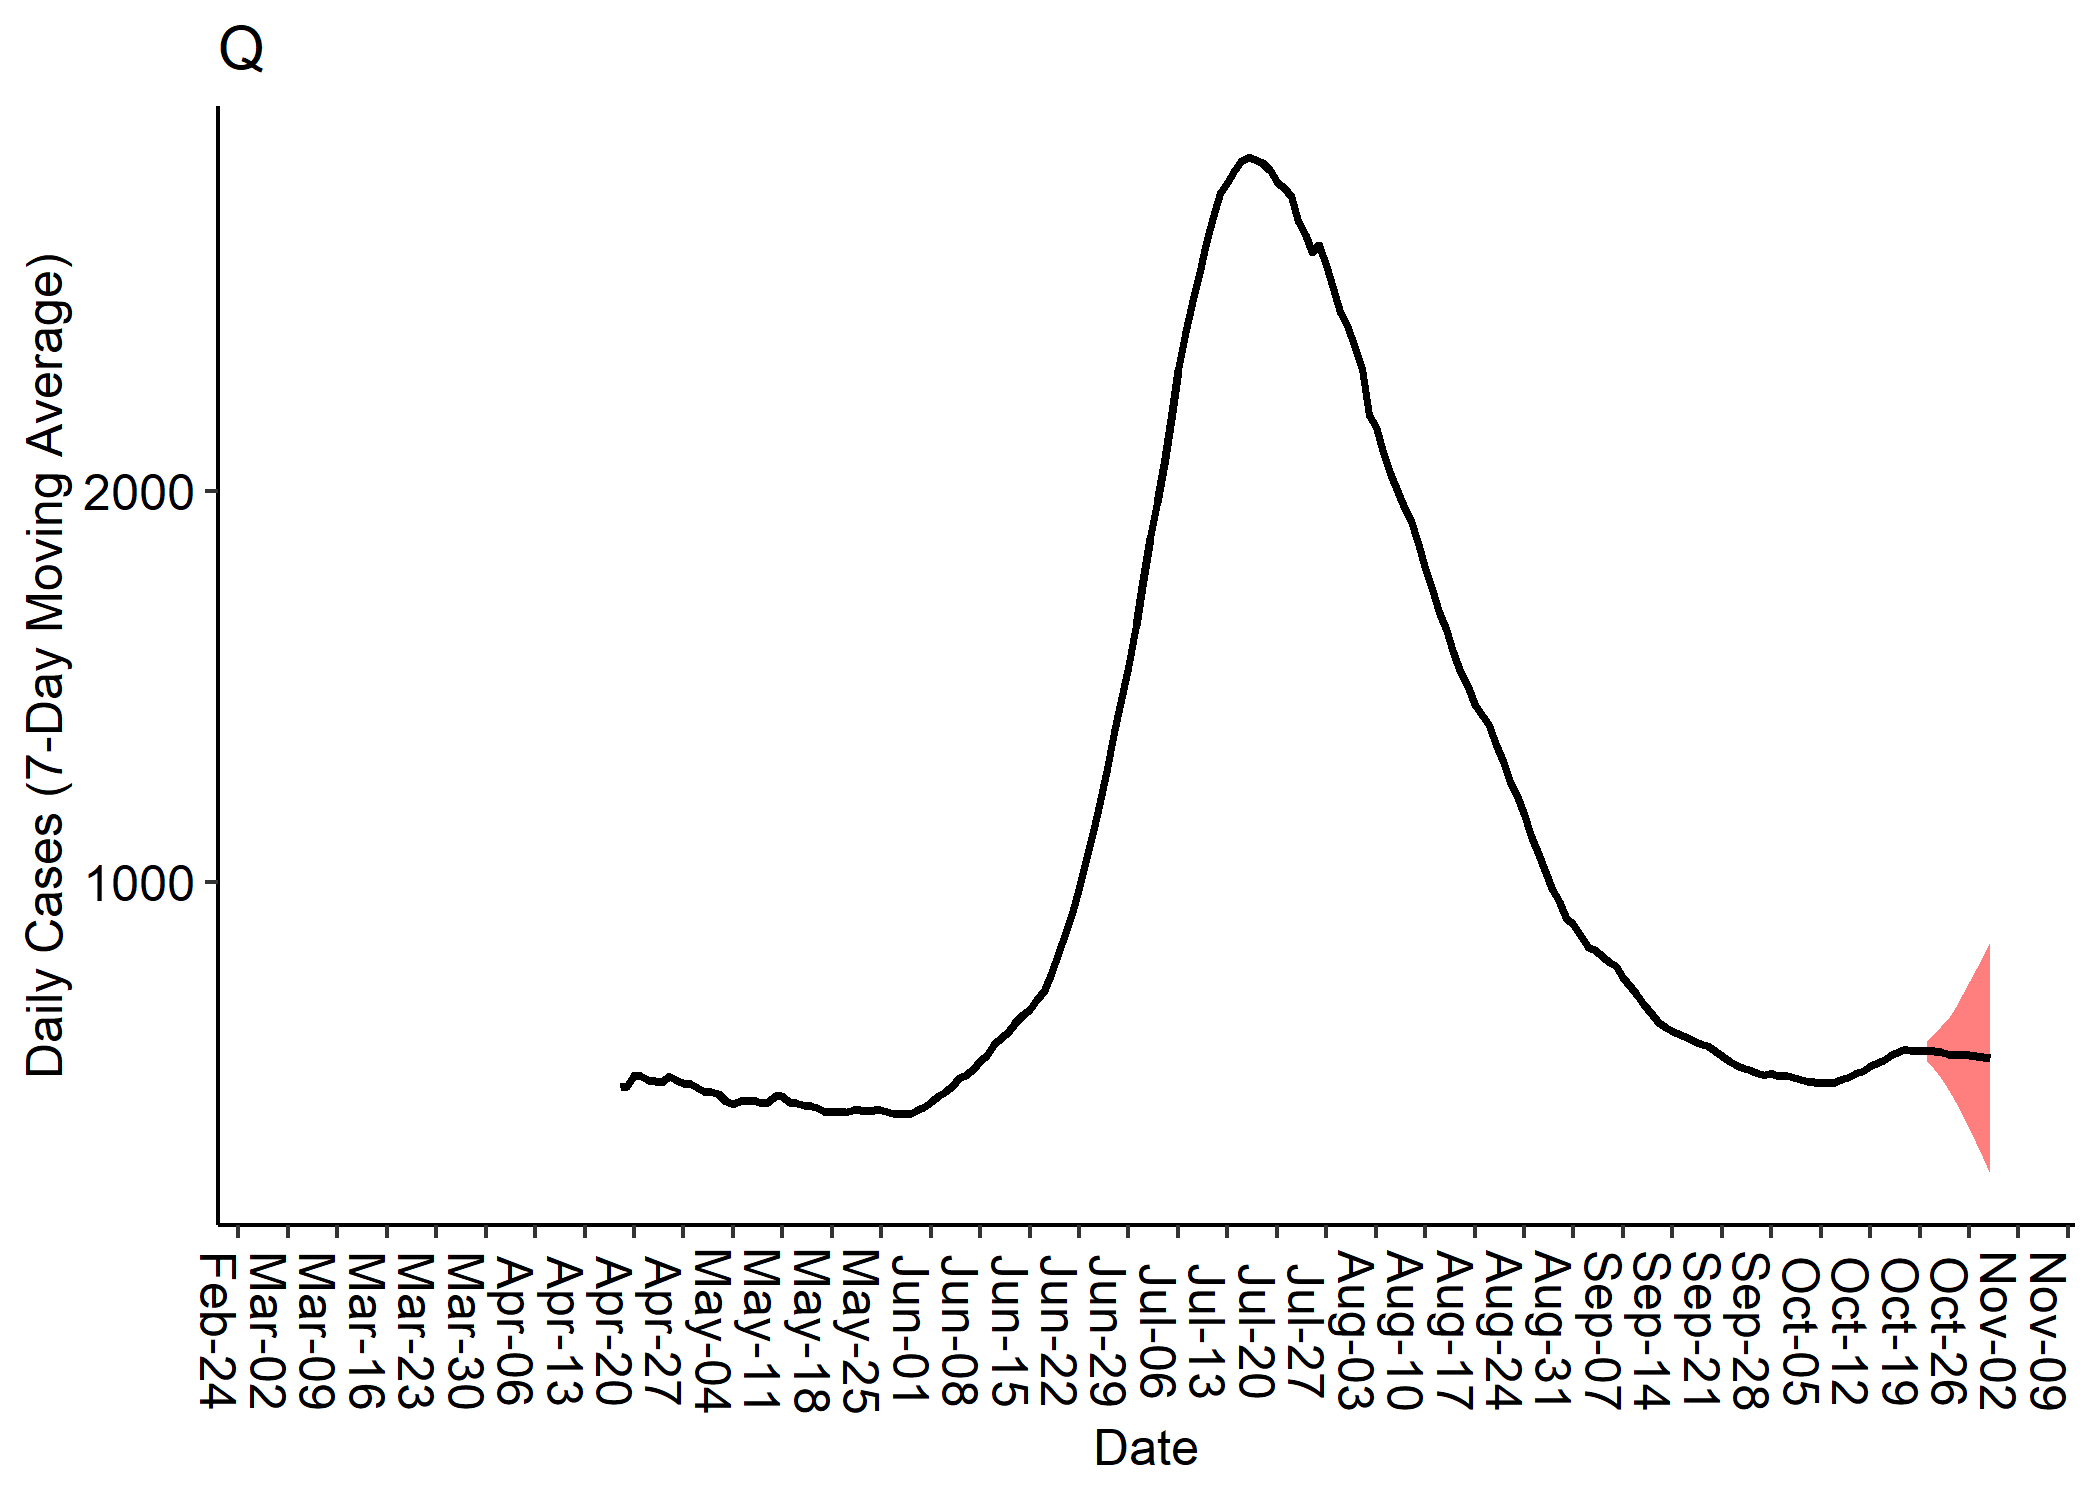 Q
Daily Cases (7-Day Moving Average)
2000
1000
Feb-24
Mar-02
Mar-09
Mar-16
Mar-23
Mar-30
Apr-06
Apr-13
Apr-20
Apr-27
May-04
May-11
May-18
May-25
Jun-01
Jun-08
Jun-15
Jun-22
Jun-29
Jul-06
Jul-13
Jul-20
Jul-27
Aug-03
Aug-10
Aug-17
Aug-24
Aug-31
Sep-07
Sep-14
Sep-21
Sep-28
Oct-05
Oct-12
Oct-19
Oct-26
Nov-02
Nov-09
Date